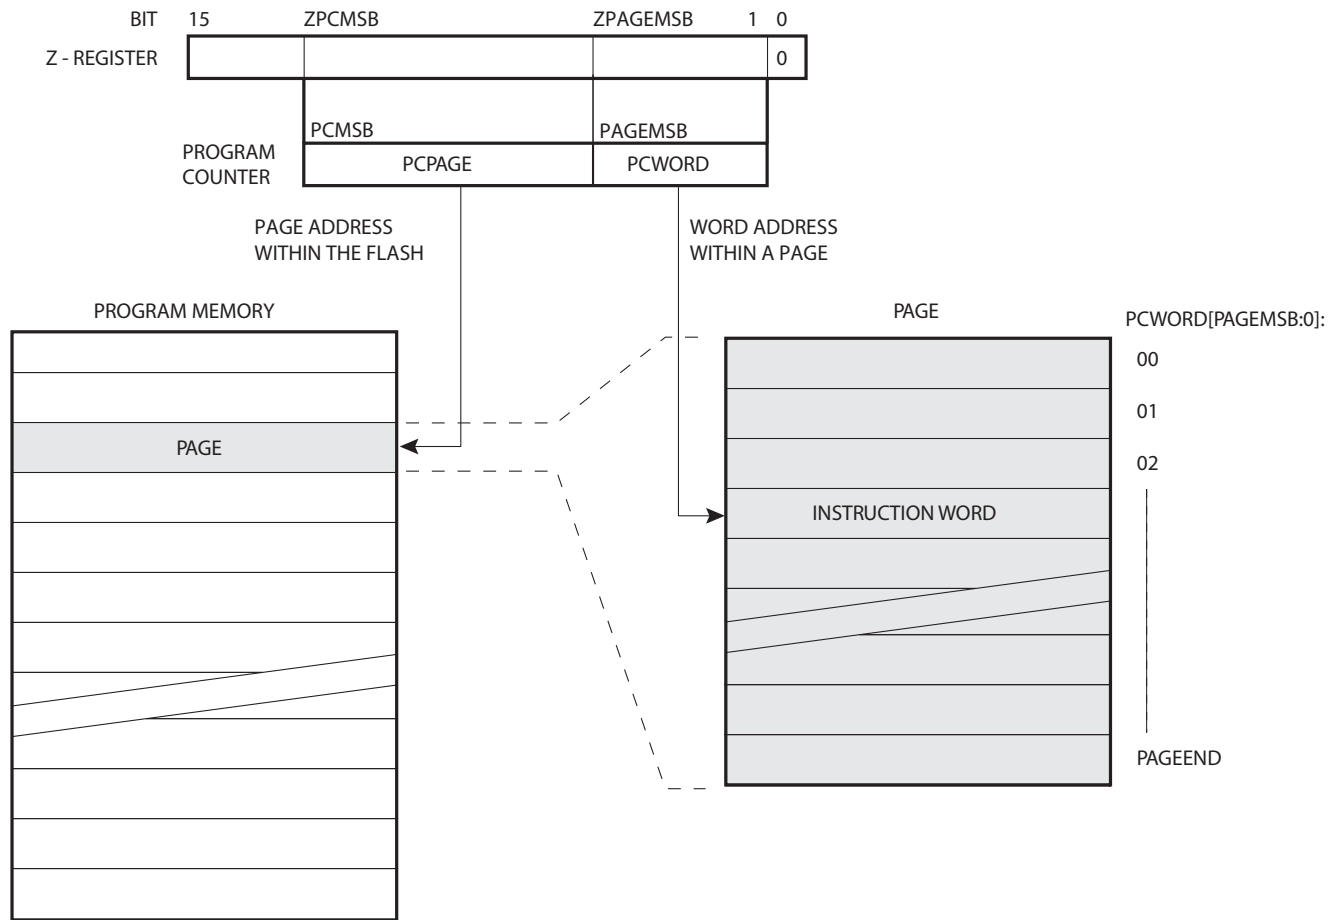 BIT 15 ZPCMSB ZPAGEMSB 1 0
Z - REGISTER 0
PCMSB PAGEMSB
PROGRAM
COUNTER
PCPAGE PCWORD
PAGE ADDRESS
WITHIN THE FLASH
WORD ADDRESS
WITHIN A PAGE
PROGRAM MEMORY
PAGE
PAGE
PCWORD[PAGEMSB:0]:
00
01
02
INSTRUCTION WORD
PAGEEND